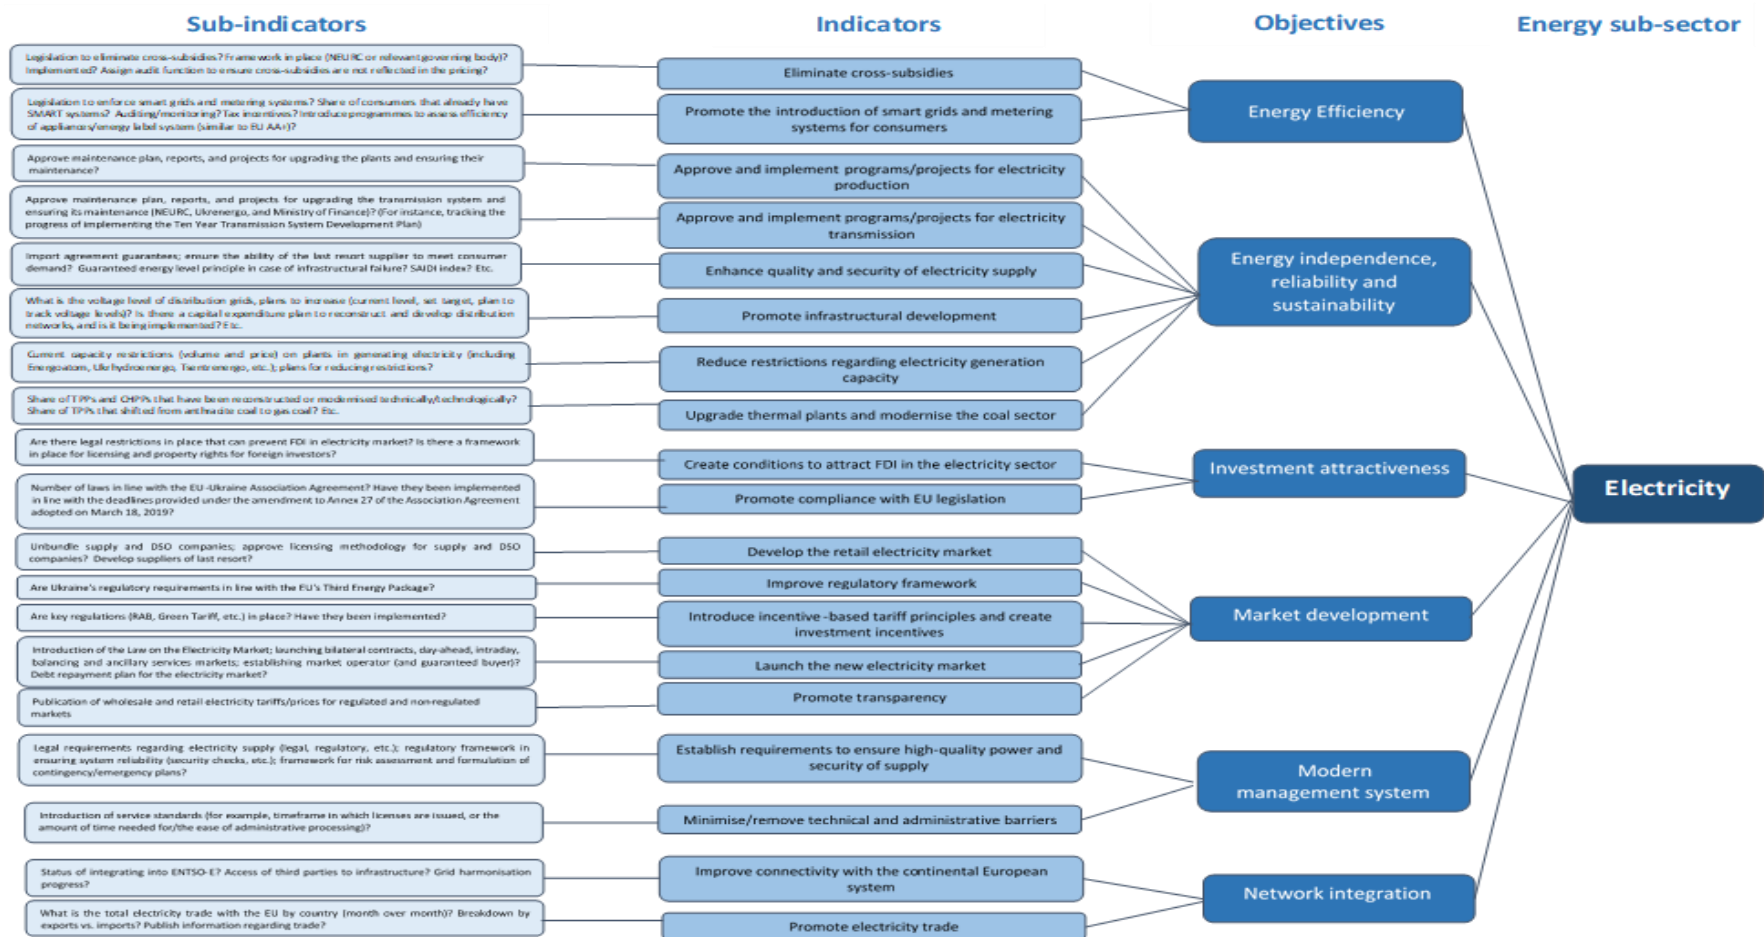 Sub-indicators
Indicators
Objectives
Energy sub-sector
Legislation to eliminate cross-subsidies? Framework in place (NEURC or relevant governing body)?
Implemented? Assign audit function to ensure cross-subsidies are not reflected in the pricing?
Legislation to enforce smart grids and metering systems? Share of consumers that already have
SMART systems? Auditing/monitoring? Tax incentives? Introduce programmes to assess efficiency
of appliances/energy label system (similar to EU AA+)?
Approve maintenance plan, reports, and projects for upgrading the plants and ensuring their
maintenance?
Approve maintenance plan, reports, and projects for upgrading the transmission system and
ensuring its maintenance (NEURC, Ukrenergo, and Ministry of Finance)? (For instance, tracking the
progress of implementing the Ten Year Transmission System Development Plan)
Import agreement guarantees; ensure the ability of the last resort supplier to meet consumer
demand? Guaranteed energy level principle in case of infrastructural failure? SAIDI index? Etc.
What is the voltage level of distribution grids, plans to increase (current level, set target, plan to
track voltage levels)? Is there a capital expenditure plan to reconstruct and develop distribution
networks, and is it being implemented? Etc.
Current capacity restrictions (volume and price) on plants in generating electricity (including
Energoatom, Ukrhydroenergo, Tsentrenergo, etc.); plans for reducing restrictions?
Share of TPPs and CHPPs that have been reconstructed or modernised technically/technologically?
Share of TPPs that shifted from anthracite coal to gas coal? Etc.
Are there legal restrictions in place that can prevent FDI in electricity market? Is there a framework
in place for licensing and property rights for foreign investors?
Number of laws in line with the EU-Ukraine Association Agreement? Have they been implemented
in line with the deadlines provided under the amendment to Annex 27 of the Association Agreement
adopted on March 18, 2019?
Unbundle supply and DSO companies; approve licensing methodology for supply and DSO
companies? Develop suppliers of last resort?
Are Ukraine's regulatory requirements in line with the EU's Third Energy Package?
Are key regulations (RAB, Green Tariff, etc.) in place? Have they been implemented?
Introduction of the Law on the Electricity Market; launching bilateral contracts, day-ahead, intraday,
balancing and ancillary services markets; establishing market operator (and guaranteed buyer)?
Debt repayment plan for the electricity market?
Publication of wholesale and retail electricity tariffs/prices for regulated and non-regulated
markets
Legal requirements regarding electricity supply (legal, regulatory, etc.); regulatory framework in
ensuring system reliability (security checks, etc.); framework for risk assessment and formulation of
contingency/emergency plans?
Introduction of service standards (for example, timeframe in which licenses are issued, or the
amount of time needed for/the ease of administrative processing)?
Status of integrating into ENTSO-E? Access of third parties to infrastructure? Grid harmonisation
progress?
What is the total electricity trade with the EU by country (month over month)? Breakdown by
exports vs. imports? Publish information regarding trade?
Eliminate cross-subsidies
Promote the introduction of smart grids and metering
systems for consumers
Approve and implement programs/projects for electricity
production
Approve and implement programs/projects for electricity
transmission
Enhance quality and security of electricity supply
Promote infrastructural development
Reduce restrictions regarding electricity generation
capacity
Upgrade thermal plants and modernise the coal sector
Create conditions to attract FDI in the electricity sector
Promote compliance with EU legislation
Develop the retail electricity market
Improve regulatory framework
Introduce incentive-based tariff principles and create
investment incentives
Launch the new electricity market
Promote transparency
Establish requirements to ensure high-quality power and
security of supply
Minimise/remove technical and administrative barriers
Improve connectivity with the continental European
system
Promote electricity trade
Energy Efficiency
Energy independence,
reliability and
sustainability
Investment attractiveness
Market development
Modern
management system
Network integration
Electricity